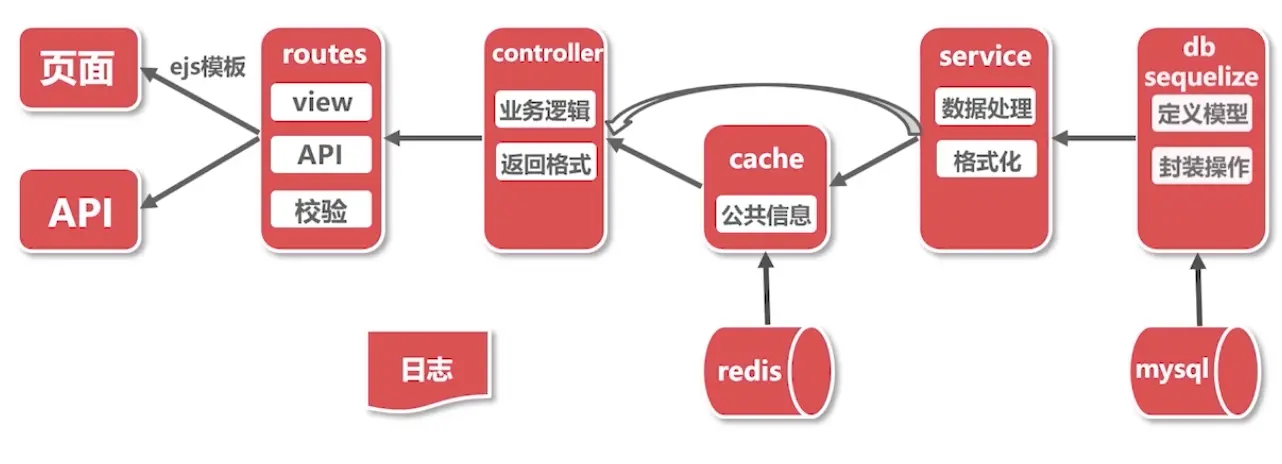 页面
API
ejs模板
routes
view
API
校验
controller
业务逻辑
返回格式
cache
公共信息
service
数据处理
格式化
db
sequelize
定义模型
封装操作
日志
redis
mysql